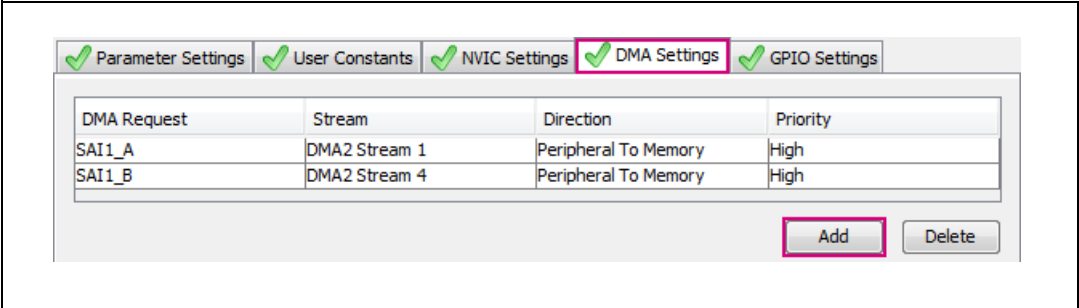 Parameter Settings User Constants NVIC Settings DMA Settings GPIO Settings
DMA Request Stream Direction Priority
SAI1_A DMA2 Stream 1 Peripheral To Memory High
SAI1_B DMA2 Stream 4 Peripheral To Memory High
Add Delete